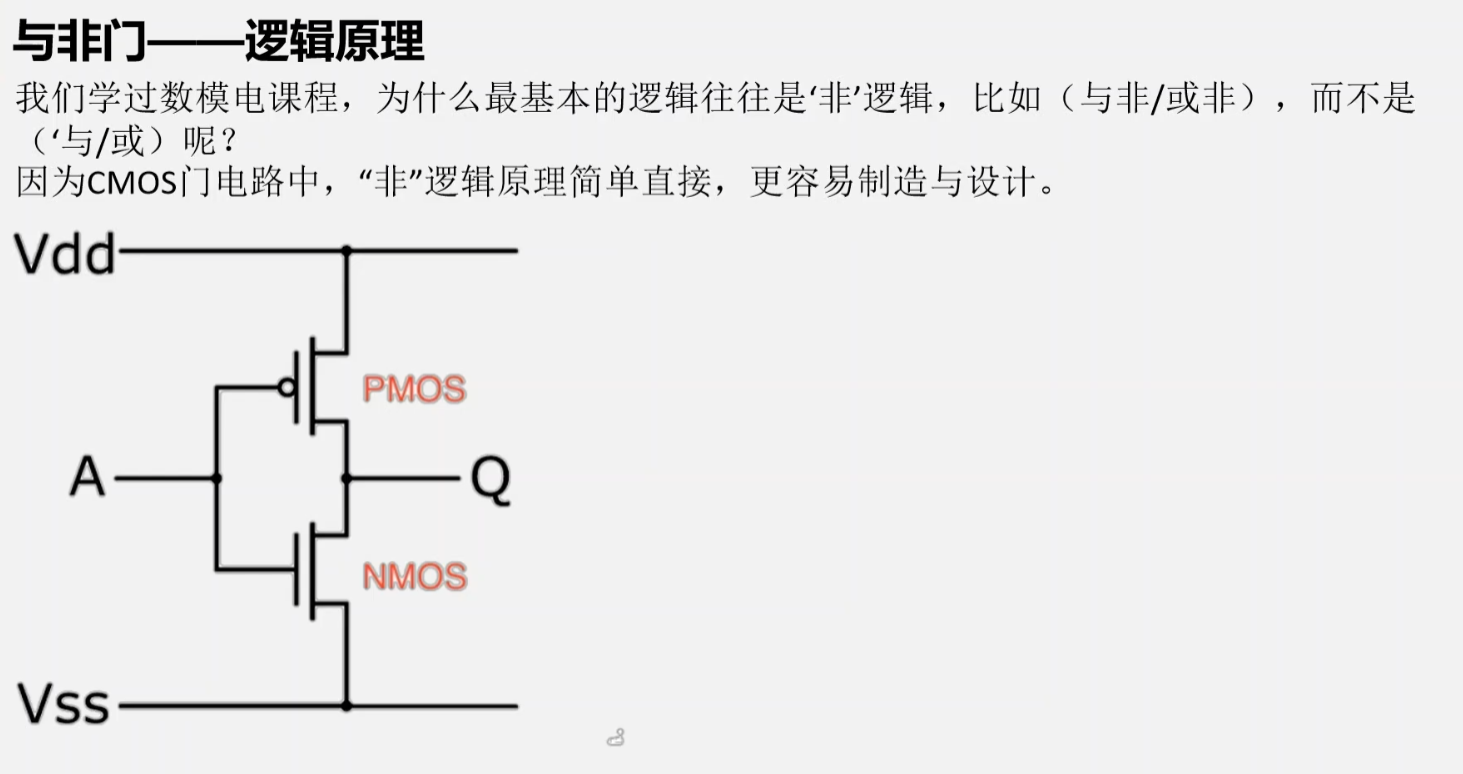 与非门——逻辑原理
我们学过数模电课程，为什么最基本的逻辑往往是‘非’逻辑，比如（与非/或非），而不是
（‘与/或）呢？
因为CMOS门电路中，“非”逻辑原理简单直接，更容易制造与设计。
Vdd
PMOS
A
Q
NMOS
Vss